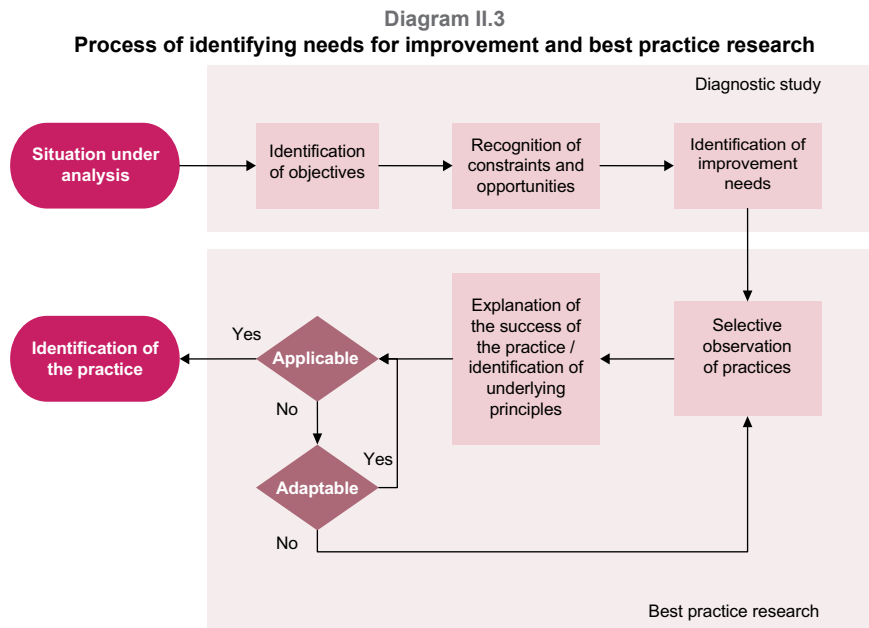 Diagram II.3
Process of identifying needs for improvement and best practice research
Diagnostic study
Situation under
analysis
Identification
of objectives
Recognition of
constraints and
opportunities
Identification of
improvement
needs
Identification of
the practice
Yes
Applicable
No
Explanation of
the success of
the practice /
identification of
underlying
principles
Selective
observation
of practices
Yes
Adaptable
No
Best practice research